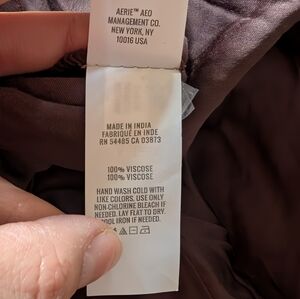 AERIE™ AEO
MANAGEMENT CO.
NEW YORK, NY
10016 USA
MADE IN INDIA
FABRIQUÉ EN INDE
RN 54485 CA D3673
100% VISCOSE
100% VISCOSE
HAND WASH COLD WITH
LIKE COLORS. USE ONLY
NON-CHLORINE BLEACH IF
NEEDED. LAY FLAT TO DRY.
COOL IRON IF NEEDED.